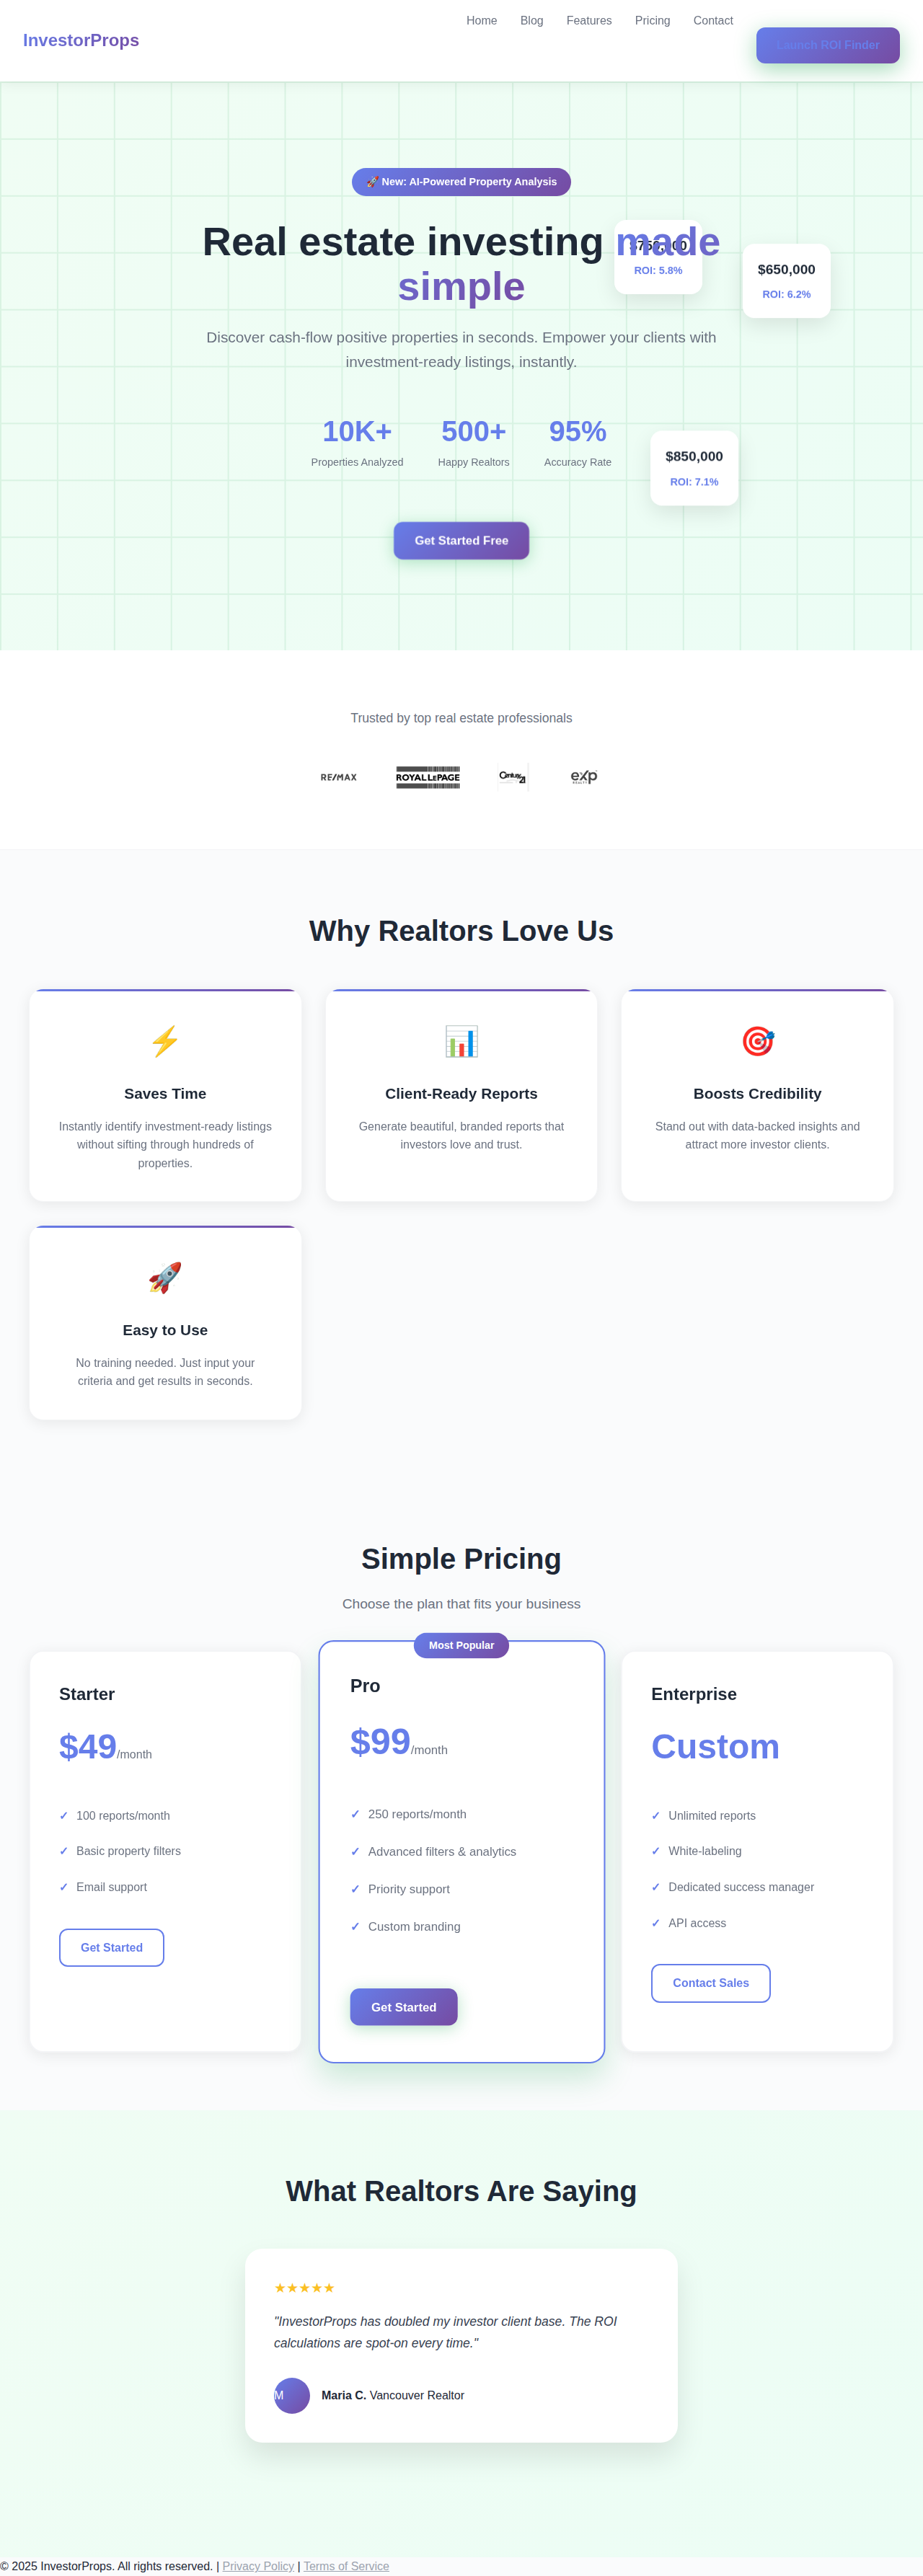 InvestorProps
Home Blog Features Pricing Contact
Launch ROI Finder
🚀 New: AI-Powered Property Analysis
Real estate investing made
simple
$750,000
ROI: 5.8%
$650,000
ROI: 6.2%
Discover cash-flow positive properties in seconds. Empower your clients with
investment-ready listings, instantly.
10K+ 500+ 95%
Properties Analyzed Happy Realtors Accuracy Rate
$850,000
ROI: 7.1%
Get Started Free
Trusted by top real estate professionals
RE/MAX ROYAL LEPAGE Century 21 exp REALTY
Why Realtors Love Us
⚡
Saves Time
Instantly identify investment-ready listings
without sifting through hundreds of
properties.
📊
Client-Ready Reports
Generate beautiful, branded reports that
investors love and trust.
🎯
Boosts Credibility
Stand out with data-backed insights and
attract more investor clients.
🚀
Easy to Use
No training needed. Just input your
criteria and get results in seconds.
Simple Pricing
Choose the plan that fits your business
Starter
$49/month
✓ 100 reports/month
✓ Basic property filters
✓ Email support
Get Started
Most Popular
Pro
$99/month
✓ 250 reports/month
✓ Advanced filters & analytics
✓ Priority support
✓ Custom branding
Get Started
Enterprise
Custom
✓ Unlimited reports
✓ White-labeling
✓ Dedicated success manager
✓ API access
Contact Sales
What Realtors Are Saying
★★★★★
"InvestorProps has doubled my investor client base. The ROI
calculations are spot-on every time."
M
Maria C. Vancouver Realtor
© 2025 InvestorProps. All rights reserved. | Privacy Policy | Terms of Service